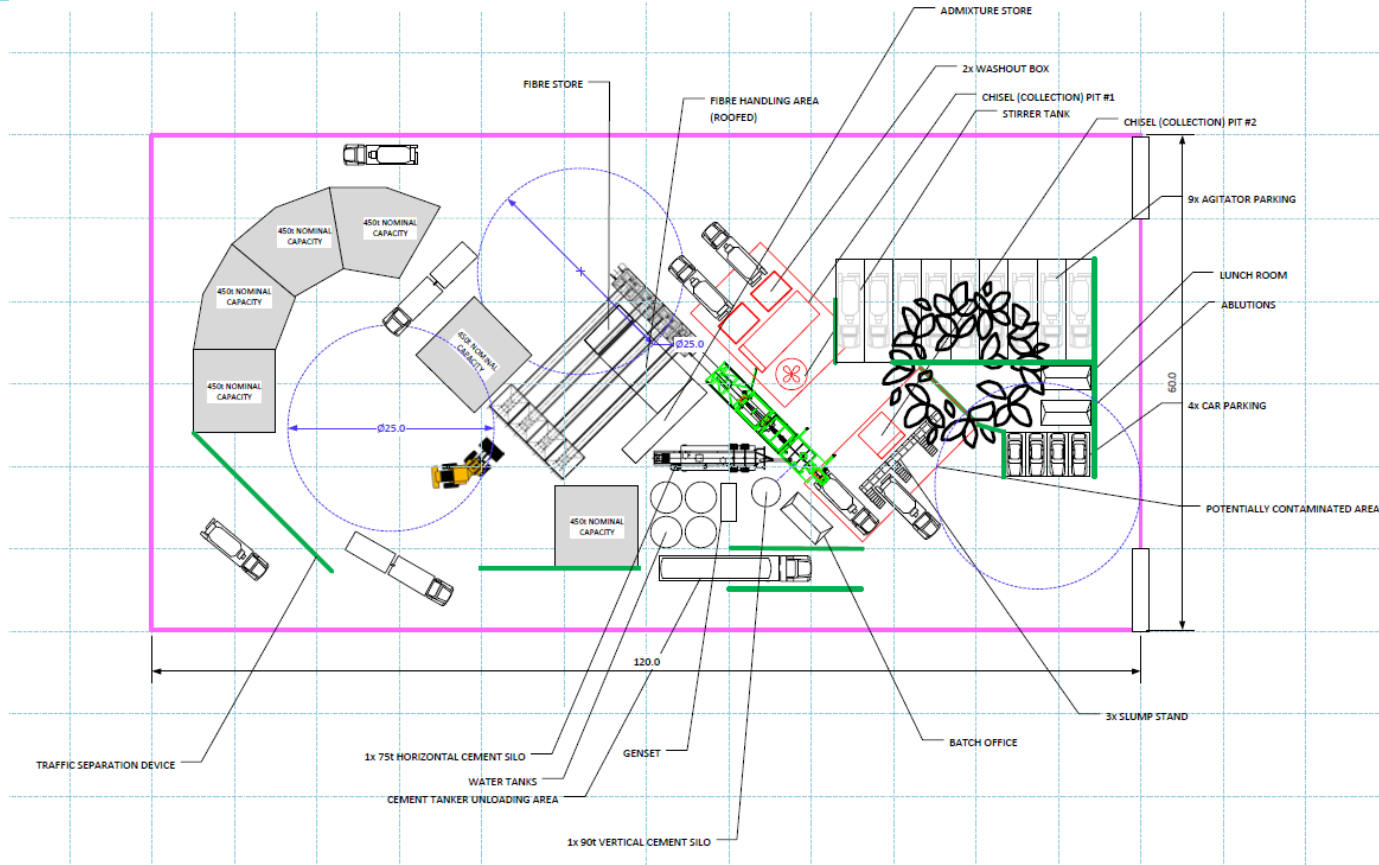 ADMIXTURE STORE
2x WASHOUT BOX
FIBRE STORE
CHISEL (COLLECTION) PIT #1
FIBRE HANDLING AREA
(ROOFED)
STIRRER TANK
CHISEL (COLLECTION) PIT #2
9x AGITATOR PARKING
450t NOMINAL
CAPACITY
450t NOMINAL
CAPACITY
450t NOMINAL
CAPACITY
450t NOMINAL
CAPACITY
450t NOMINAL
CAPACITY
450t NOMINAL
CAPACITY
LUNCH ROOM
ABLUTIONS
Ø25.0
Ø25.0
60.0
4x CAR PARKING
POTENTIALLY CONTAMINATED AREA
120.0
3x SLUMP STAND
BATCH OFFICE
TRAFFIC SEPARATION DEVICE
1x 75t HORIZONTAL CEMENT SILO
GENSET
WATER TANKS
CEMENT TANKER UNLOADING AREA
1x 90t VERTICAL CEMENT SILO